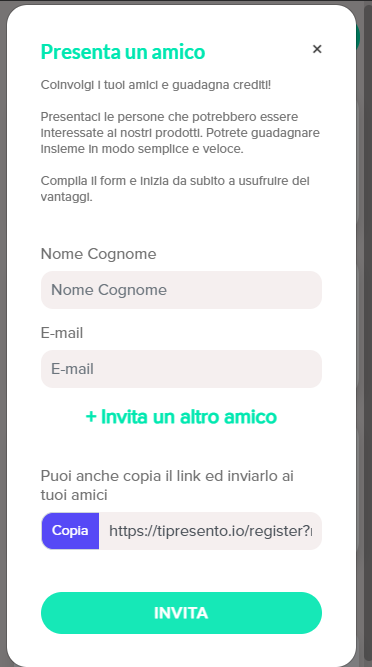 Presenta un amico
×
Coinvolgi i tuoi amici e guadagna crediti!
Presentaci le persone che potrebbero essere
interessate ai nostri prodotti. Potrete guadagnare
insieme in modo semplice e veloce.
Compila il form e inizia da subito a usufruire dei
vantaggi.
Nome Cognome
Nome Cognome
E-mail
E-mail
+ Invita un altro amico
Puoi anche copia il link ed inviarlo ai
tuoi amici
Copia https://tipresento.io/register?
INVITA